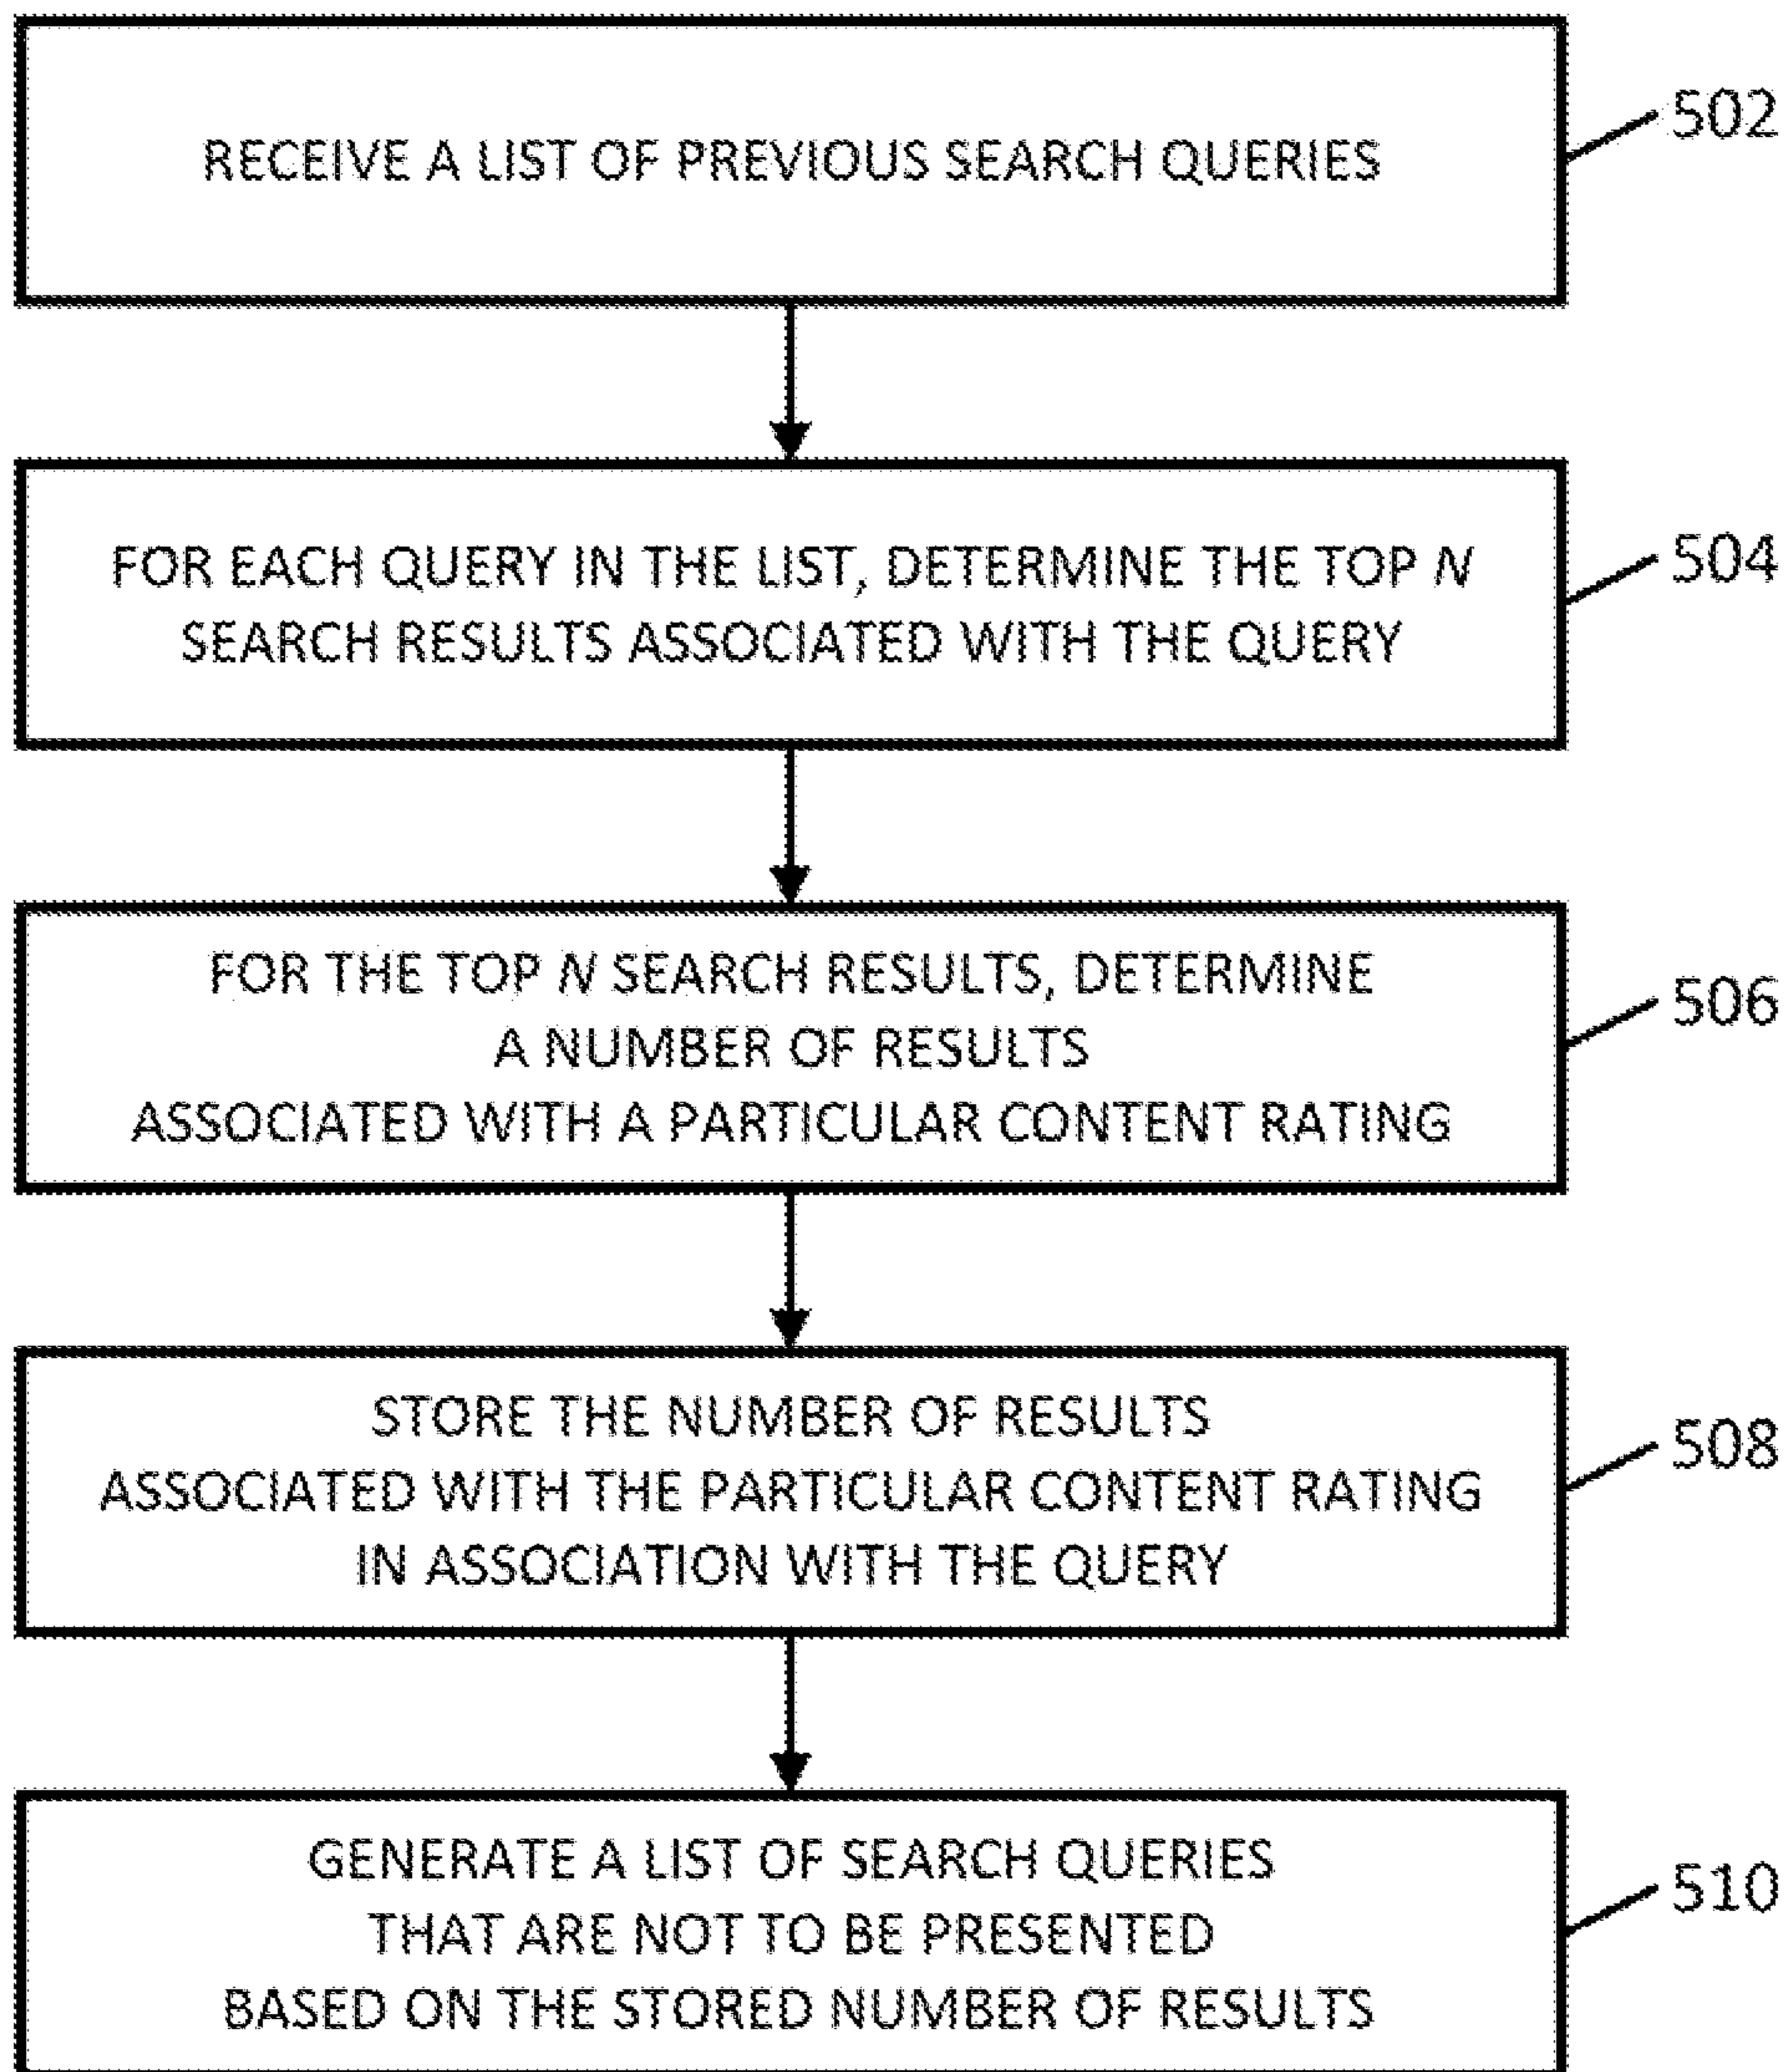 RECEIVE A LIST OF PREVIOUS SEARCH QUERIES
502
FOR EACH QUERY IN THE LIST, DETERMINE THE TOP N
SEARCH RESULTS ASSOCIATED WITH THE QUERY
504
FOR THE TOP N SEARCH RESULTS, DETERMINE
A NUMBER OF RESULTS
ASSOCIATED WITH A PARTICULAR CONTENT RATING
506
STORE THE NUMBER OF RESULTS
ASSOCIATED WITH THE PARTICULAR CONTENT RATING
IN ASSOCIATION WITH THE QUERY
508
GENERATE A LIST OF SEARCH QUERIES
THAT ARE NOT TO BE PRESENTED
BASED ON THE STORED NUMBER OF RESULTS
510